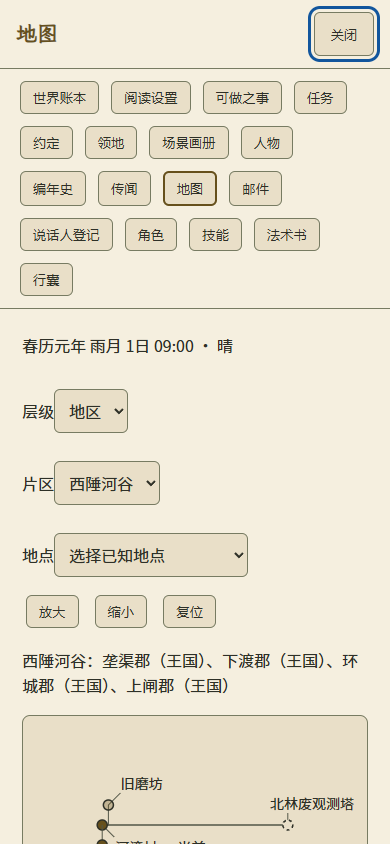 地图
关闭
世界账本 阅读设置 可做之事 任务
约定 领地 场景画册 人物
编年史 传闻 地图 邮件
说话人登记 角色 技能 法术书
行囊
春历元年 雨月 1日 09:00 · 晴
层级 地区
片区 西陲河谷
地点 选择已知地点
放大 缩小 复位
西陲河谷：垄渠郡（王国）、下渡郡（王国）、环
城郡（王国）、上闸郡（王国）
旧磨坊
北林废观测塔